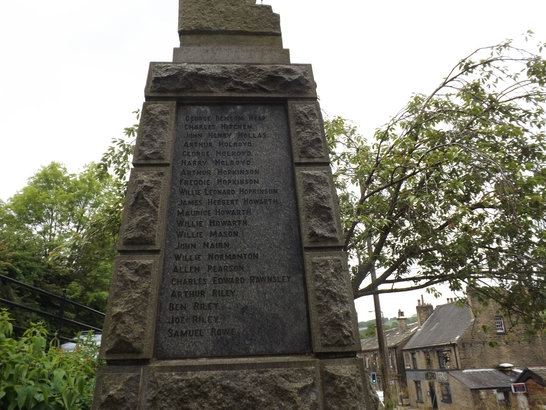 GEORGE BENSON HEAP
CHARLES HITCHEN
JOHN HENRY HOLLAS
ARTHUR HOLROYD
GEORGE HOLROYD
HARRY HOLROYD
ARTHUR HOPKINSON
FREDDIE HOPKINSON
WILLIE LEONARD HOPKINSON
JAMES HERBERT HOWARTH
MAURICE HOWARTH
WILLIE HOWARTH
WILLIE MASON
JOHN NAIRN
WILLIE NORMANTON
ALLEN PEARSON
CHARLES EDWARD RAWNSLEY
ARTHUR RILEY
BEN RILEY
JOE RILEY
SAMUEL ROWE